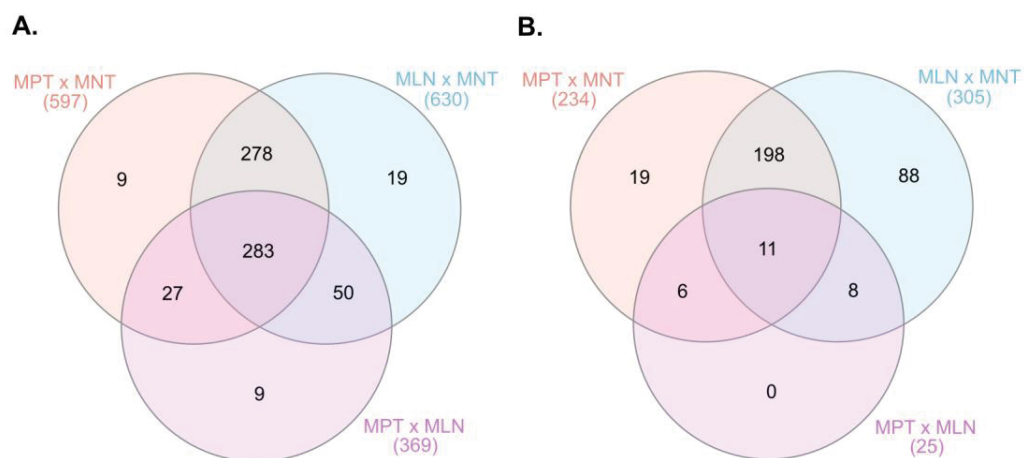 A.
MPT x MNT
(597)
MLN x MNT
(630)
278
9
19
283
27
50
9
MPT x MLN
(369)
B.
MPT x MNT
(234)
MLN x MNT
(305)
198
19
88
11
6
8
0
MPT x MLN
(25)